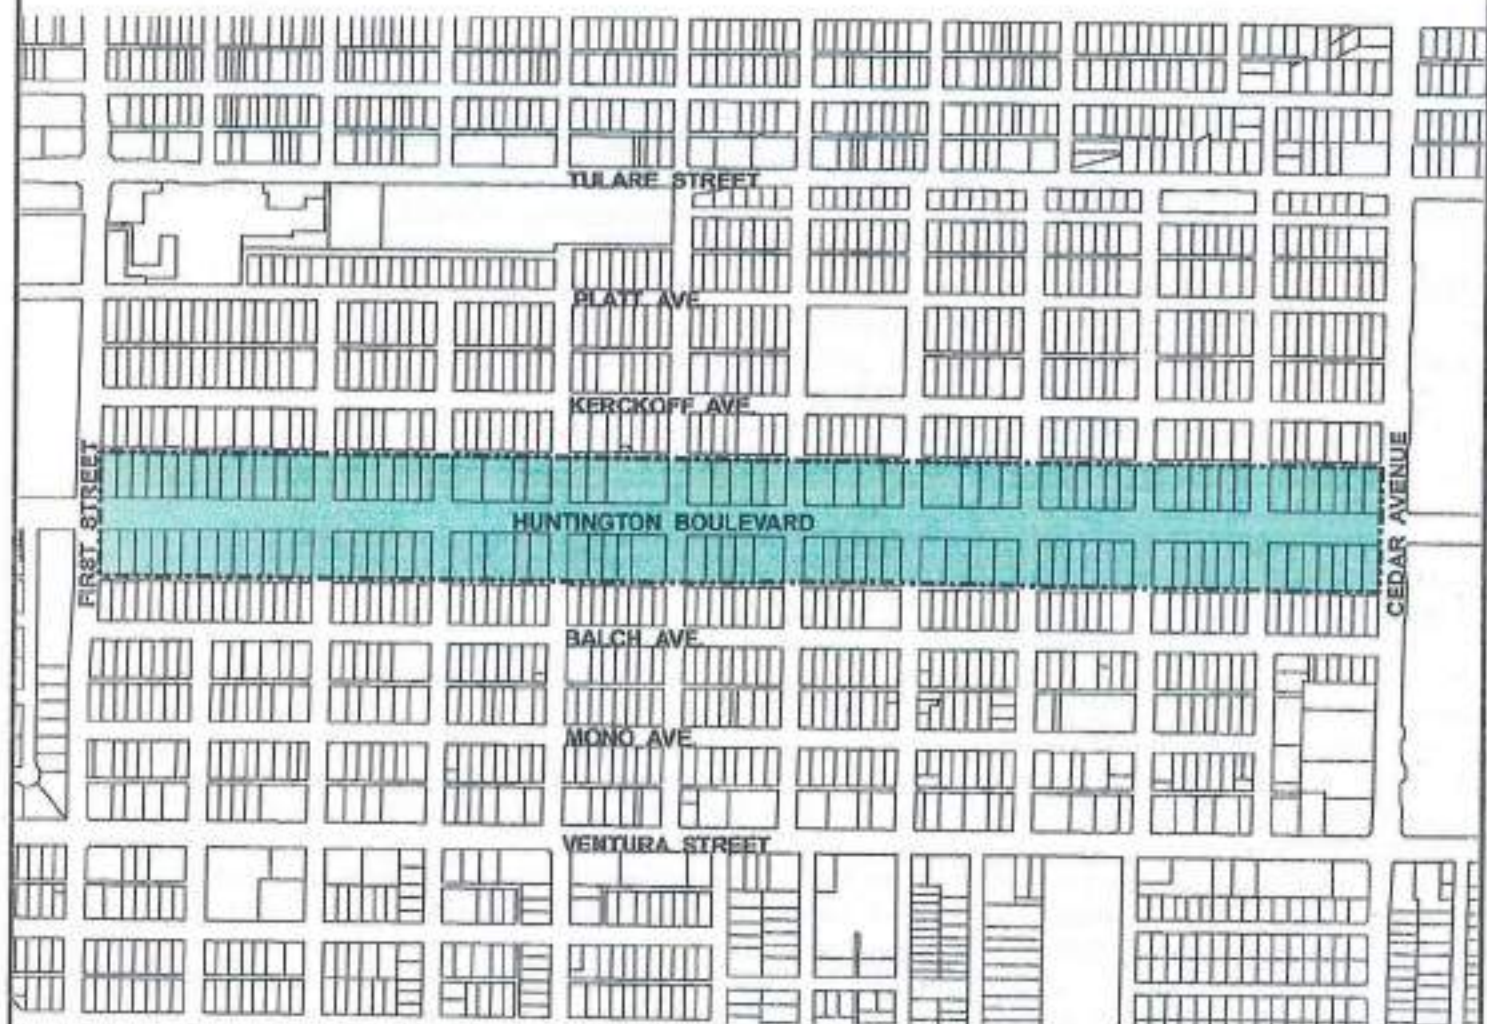 TULARE STREET
PLATT AVE.
KERCKOFF AVE.
FIRST STREET
HUNTINGTON BOULEVARD
CEDAR AVENUE
BALCH AVE.
MONO AVE.
VENTURA STREET